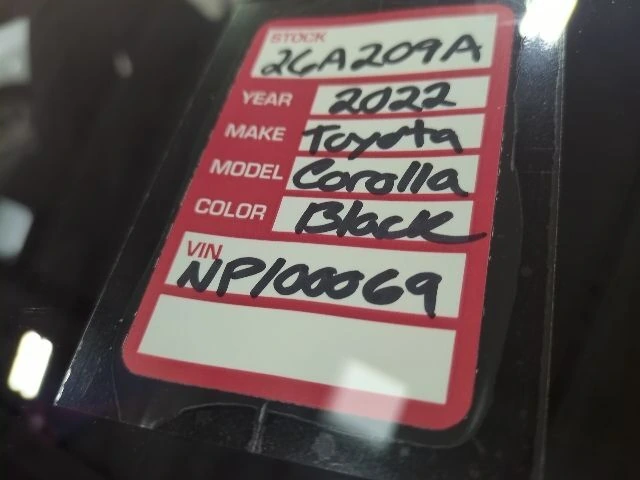 STOCK
26A209A
YEAR 2022
MAKE Toyota
MODEL Corolla
COLOR Black
VIN
NP100069